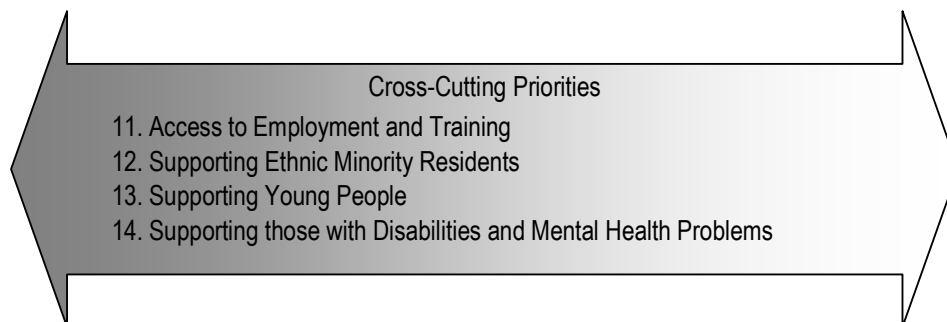 Cross-Cutting Priorities
11. Access to Employment and Training
12. Supporting Ethnic Minority Residents
13. Supporting Young People
14. Supporting those with Disabilities and Mental Health Problems